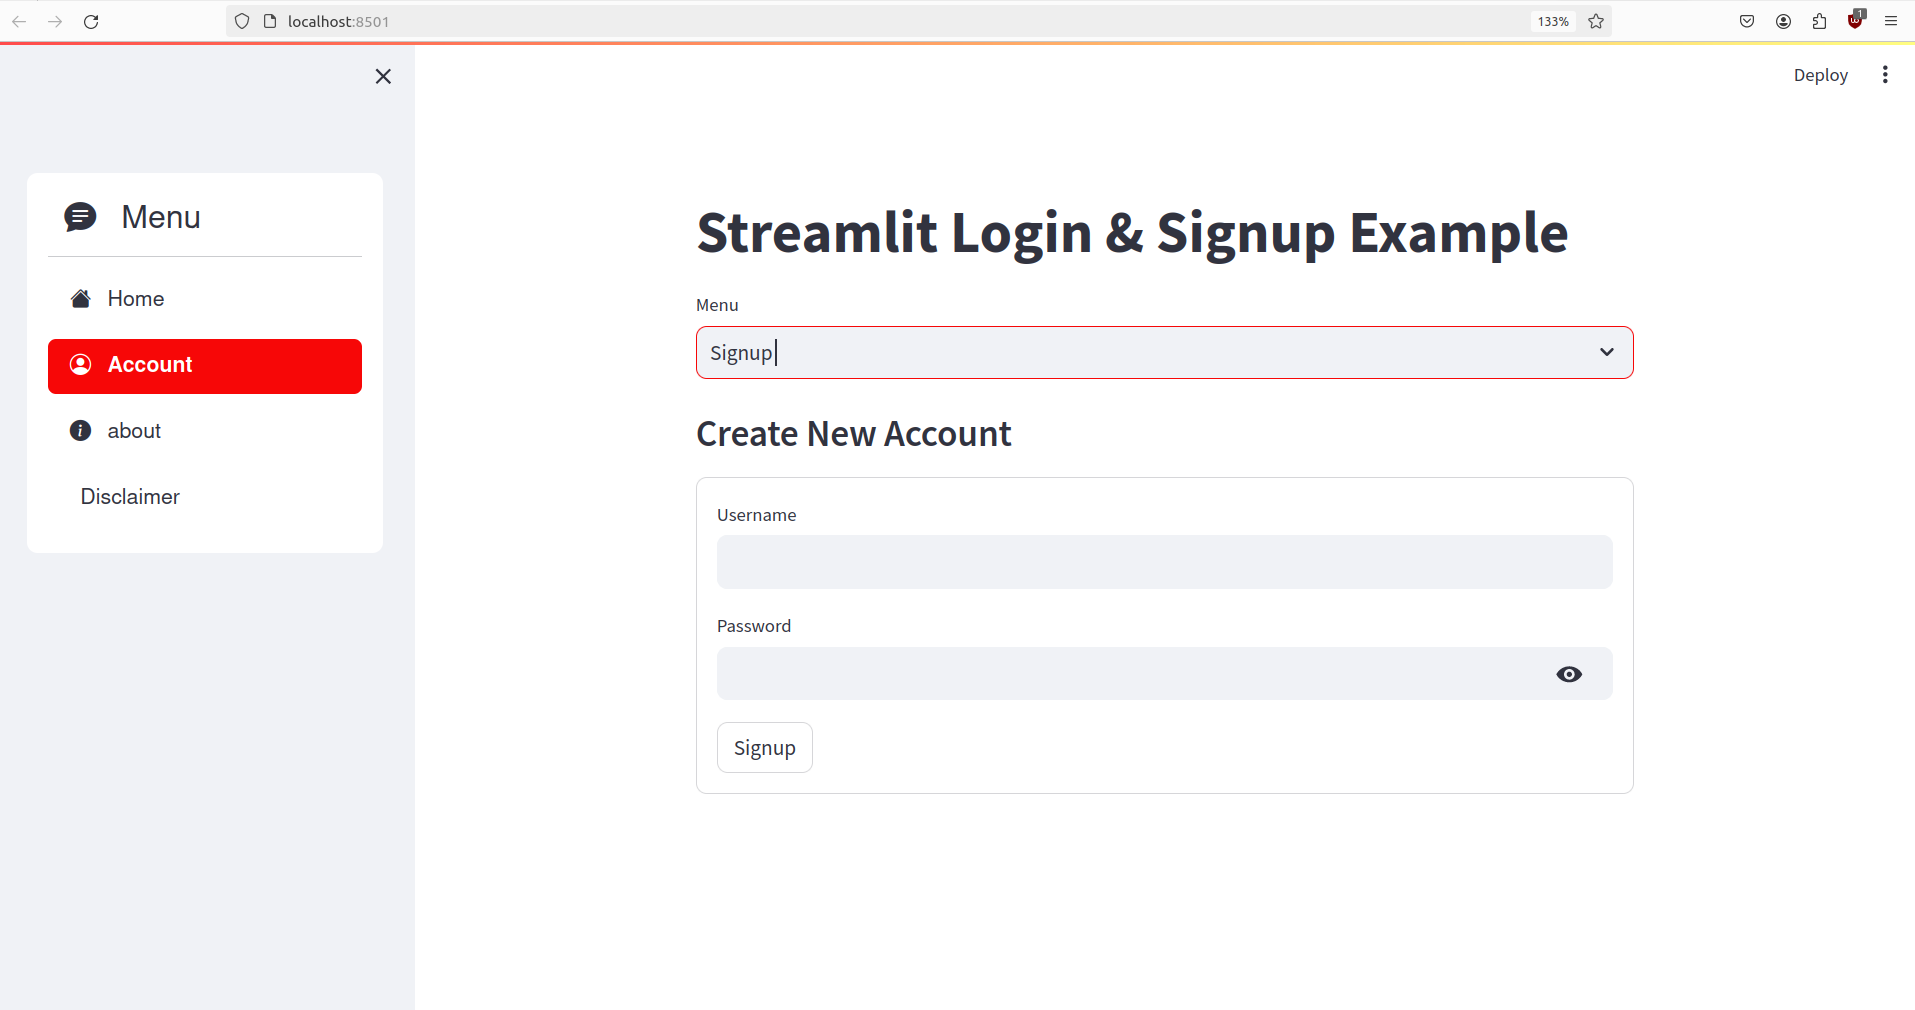 localhost:8501
133%
1
Deploy
Menu
Home
Account
about
Disclaimer
Streamlit Login & Signup Example
Menu
Signup
Create New Account
Username
Password
Signup